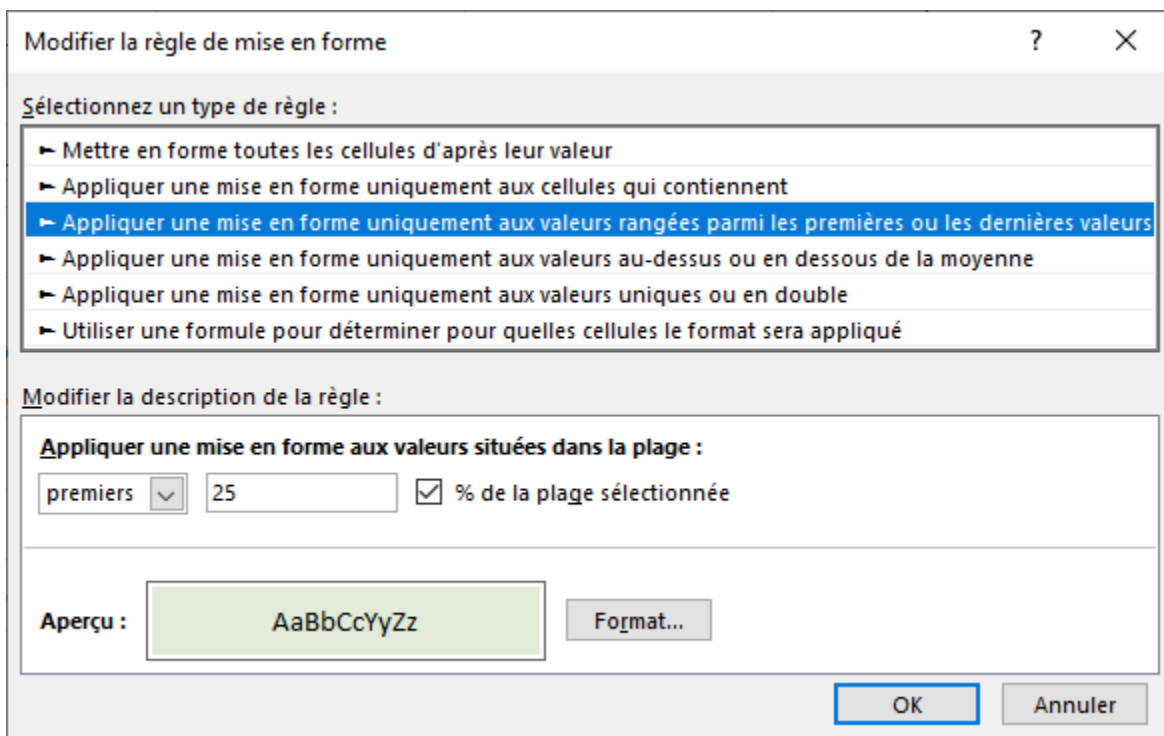 Modifier la règle de mise en forme ?
Sélectionnez un type de règle :
► Mettre en forme toutes les cellules d'après leur valeur
► Appliquer une mise en forme uniquement aux cellules qui contiennent
► Appliquer une mise en forme uniquement aux valeurs rangées parmi les premières ou les dernières valeurs
► Appliquer une mise en forme uniquement aux valeurs au-dessus ou en dessous de la moyenne
► Appliquer une mise en forme uniquement aux valeurs uniques ou en double
► Utiliser une formule pour déterminer pour quelles cellules le format sera appliqué
Modifier la description de la règle :
Appliquer une mise en forme aux valeurs situées dans la plage :
premiers 25 % de la plage sélectionnée
Aperçu : AaBbCcYyZz Format...
OK Annuler